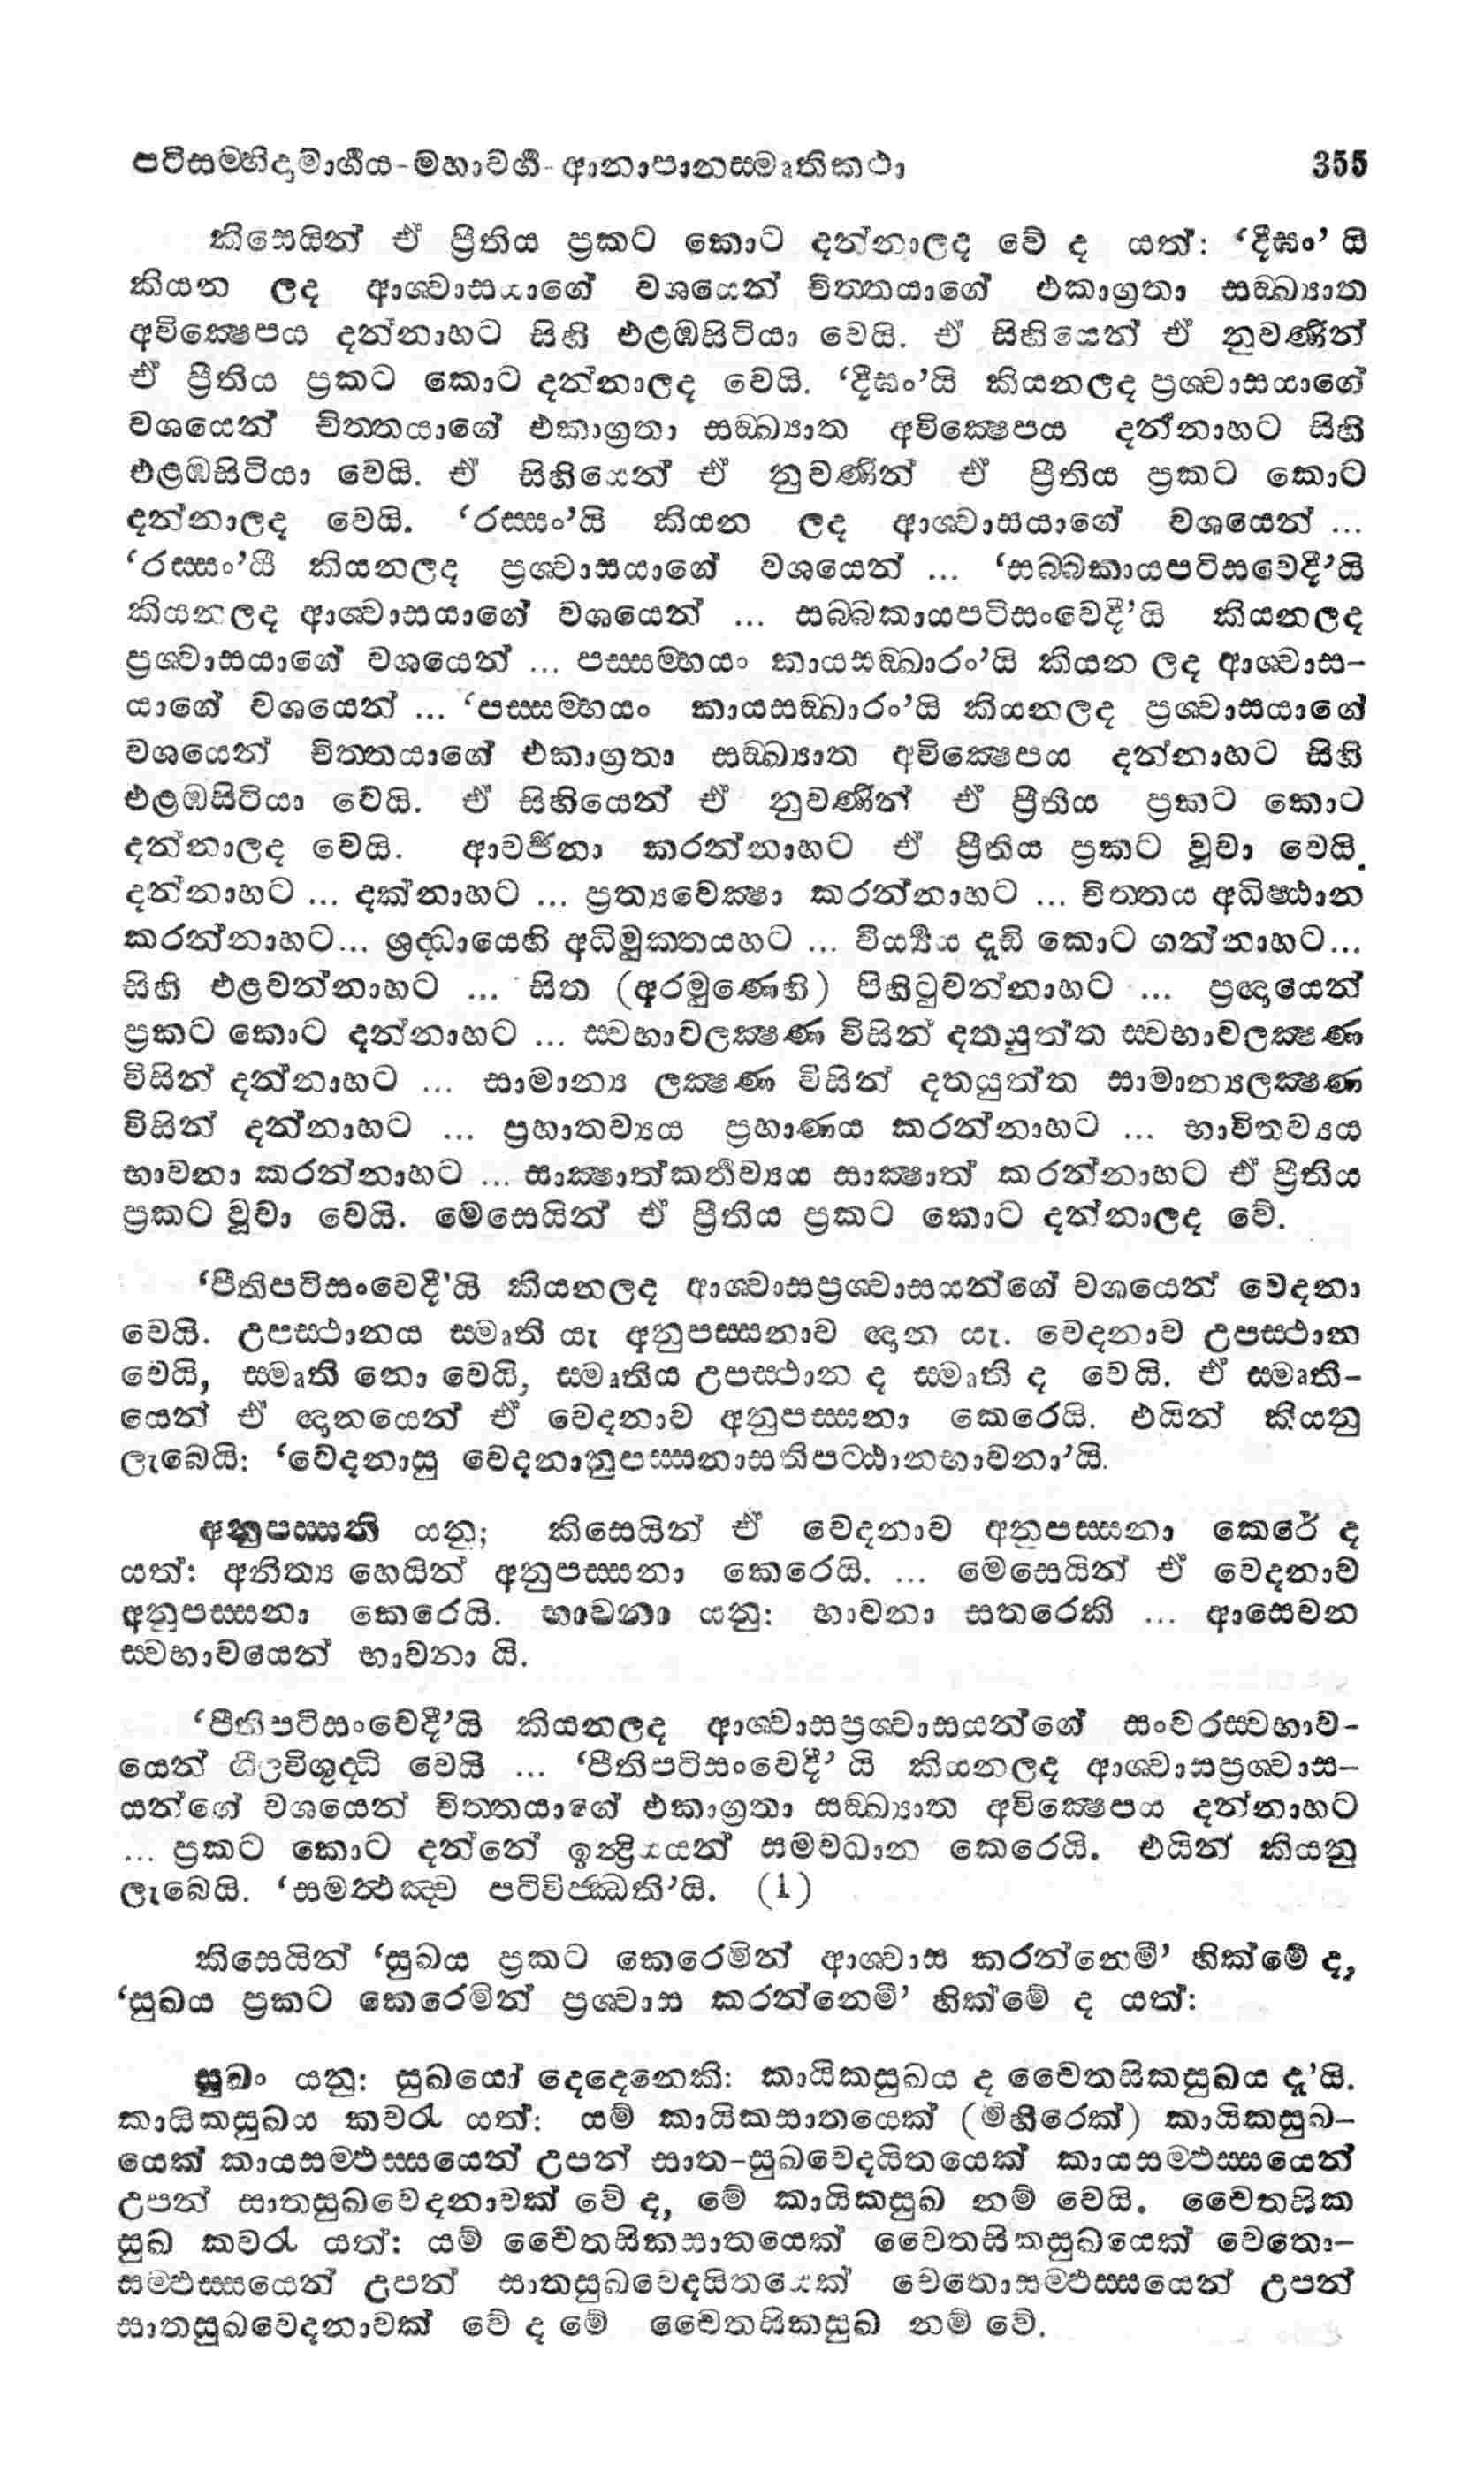 පටිසම්භිදාමාර්ගය-මහාවර්ග-ආනාපානසමෘතිකථා 355
කිසෙයින් ඒ ප්‍රීතිය ප්‍රකට කොට දන්නාලද වේ ද යත්: ‘දීඝං’ යි
කියන ලද ආශ්වාසයාගේ වශයෙන් චිත්තයාගේ එකාග්‍රතා සඞ්ඛ්‍යාත
අවික්‍ෂෙපය දන්නාහට සිහි එළඹසිටියා වෙයි. ඒ සිහියෙන් ඒ නුවණින්
ඒ ප්‍රීතිය ප්‍රකට කොට දන්නාලද වෙයි. ‘දීඝං’යි කියනලද ප්‍රශ්වාසයාගේ
වශයෙන් චිත්තයාගේ එකාග්‍රතා සඞ්ඛ්‍යාත අවික්‍ෂෙපය දන්නාහට සිහි
එළඹසිටියා වෙයි. ඒ සිහියෙන් ඒ නුවණින් ඒ ප්‍රීතිය ප්‍රකට කොට
දන්නාලද වෙයි. ‘රස්සං’යි කියන ලද ආශ්වාසයාගේ වශයෙන් ...
‘රස්සං’යි කියනලද ප්‍රශ්වාසයාගේ වශයෙන් ... ‘සබ්බකායපටිසංවෙදී’යි
කියනලද ආශ්වාසයාගේ වශයෙන් ... සබ්බකායපටිසංවෙදී’යි කියනලද
ප්‍රශ්වාසයාගේ වශයෙන් ... පස්සම්භයං කායසඞ්ඛාරං’යි කියන ලද ආශ්වාස-
යාගේ වශයෙන් ... ‘පස්සම්භයං කායසඞ්ඛාරං’යි කියනලද ප්‍රශ්වාසයාගේ
වශයෙන් චිත්තයාගේ එකාග්‍රතා සඞ්ඛ්‍යාත අවික්‍ෂෙපය දන්නාහට සිහි
එළඹසිටියා වෙයි. ඒ සිහියෙන් ඒ නුවණින් ඒ ප්‍රීතිය ප්‍රකට කොට
දන්නාලද වෙයි. ආවර්ජනා කරන්නාහට ඒ ප්‍රීතිය ප්‍රකට වූවා වෙයි.
දන්නාහට ... දක්නාහට ... ප්‍රත්‍යවෙක්‍ෂා කරන්නාහට ... චිත්තය අධිෂ්ඨාන
කරන්නාහට... ශ්‍රද්ධායෙහි අධිමුක්තයහට ... වීර්‍ය්‍යය දැඩි කොට ගන්නාහට...
සිහි එළවන්නාහට ... සිත (අරමුණෙහි) පිහිටුවන්නාහට ... ප්‍රඥායෙන්
ප්‍රකට කොට දන්නාහට ... ස්වභාවලක්‍ෂණ විසින් දතයුත්ත ස්වභාවලක්‍ෂණ
විසින් දන්නාහට ... සාමාන්‍ය ලක්‍ෂණ විසින් දතයුත්ත සාමාන්‍යලක්‍ෂණ
විසින් දන්නාහට ... ප්‍රහාතව්‍යය ප්‍රහාණය කරන්නාහට ... භාවිතව්‍යය
භාවනා කරන්නාහට ... සාක්‍ෂාත්කර්තව්‍යය සාක්‍ෂාත් කරන්නාහට ඒ ප්‍රීතිය
ප්‍රකට වූවා වෙයි. මෙසෙයින් ඒ ප්‍රීතිය ප්‍රකට කොට දන්නාලද වේ.
‘පීතිපටිසංවෙදී’යි කියනලද ආශ්වාසප්‍රශ්වාසයන්ගේ වශයෙන් වෙදනා
වෙයි. උපස්ථානය සමෘති යැ අනුපස්සනාව ඥාන යැ. වෙදනාව උපස්ථාන
වෙයි, සමෘති නො වෙයි, සමෘතිය උපස්ථාන ද සමෘති ද වෙයි. ඒ සමෘති-
යෙන් ඒ ඥානයෙන් ඒ වෙදනාව අනුපස්සනා කෙරෙයි. එයින් කියනු
ලැබෙයි: ‘වෙදනාසු වෙදනානුපස්සනාසතිපට්ඨානභාවනා’යි.
අනුපස්සති යනු; කිසෙයින් ඒ වෙදනාව අනුපස්සනා කෙරේ ද
යත්: අනිත්‍ය හෙයින් අනුපස්සනා කෙරෙයි. ... මෙසෙයින් ඒ වෙදනාව
අනුපස්සනා කෙරෙයි. භාවනා යනු: භාවනා සතරෙකි ... ආසෙවන
ස්වභාවයෙන් භාවනා යි.
‘පීතිපටිසංවෙදී’යි කියනලද ආශ්වාසප්‍රශ්වාසයන්ගේ සංවරස්වභාව-
යෙන් ශීලවිශුද්ධි වෙයි ... ‘පීතිපටිසංවෙදී’ යි කියනලද ආශ්වාසප්‍රශ්වාස-
යන්ගේ වශයෙන් චිත්තයාගේ එකාග්‍රතා සඞ්ඛ්‍යාත අවික්‍ෂෙපය දන්නාහට
... ප්‍රකට කොට දන්නේ ඉන්ද්‍රියයන් සමවධාන කෙරෙයි. එයින් කියනු
ලැබෙයි. ‘සමත්ථඤ්ච පටිවිජ්ඣති’යි. (1)
කිසෙයින් ‘සුඛය ප්‍රකට කෙරෙමින් ආශ්වාස කරන්නෙමි’ හික්මේ ද,
‘සුඛය ප්‍රකට කෙරෙමින් ප්‍රශ්වාස කරන්නෙමි’ හික්මේ ද යත්:
සුඛං යනු: සුඛයෝ දෙදෙනෙකි: කායිකසුඛය ද චෛතසිකසුඛය දැ’යි.
කායිකසුඛය කවරැ යත්: යම් කායිකසාතයෙක් (මිහිරෙක්) කායිකසුඛ-
යෙක් කායසම්ඵස්සයෙන් උපන් සාත-සුඛවෙදයිතයෙක් කායසම්ඵස්සයෙන්
උපන් සාතසුඛවෙදනාවක් වේ ද, මේ කායිකසුඛ නම් වෙයි. චෛතසික
සුඛ කවරැ යත්: යම් චෛතසිකසාතයෙක් චෛතසිකසුඛයෙක් චෙතො-
සම්ඵස්සයෙන් උපන් සාතසුඛවෙදයිතයෙක් චෙතොසම්ඵස්සයෙන් උපන්
සාතසුඛවෙදනාවක් වේ ද මේ චෛතසිකසුඛ නම් වේ.